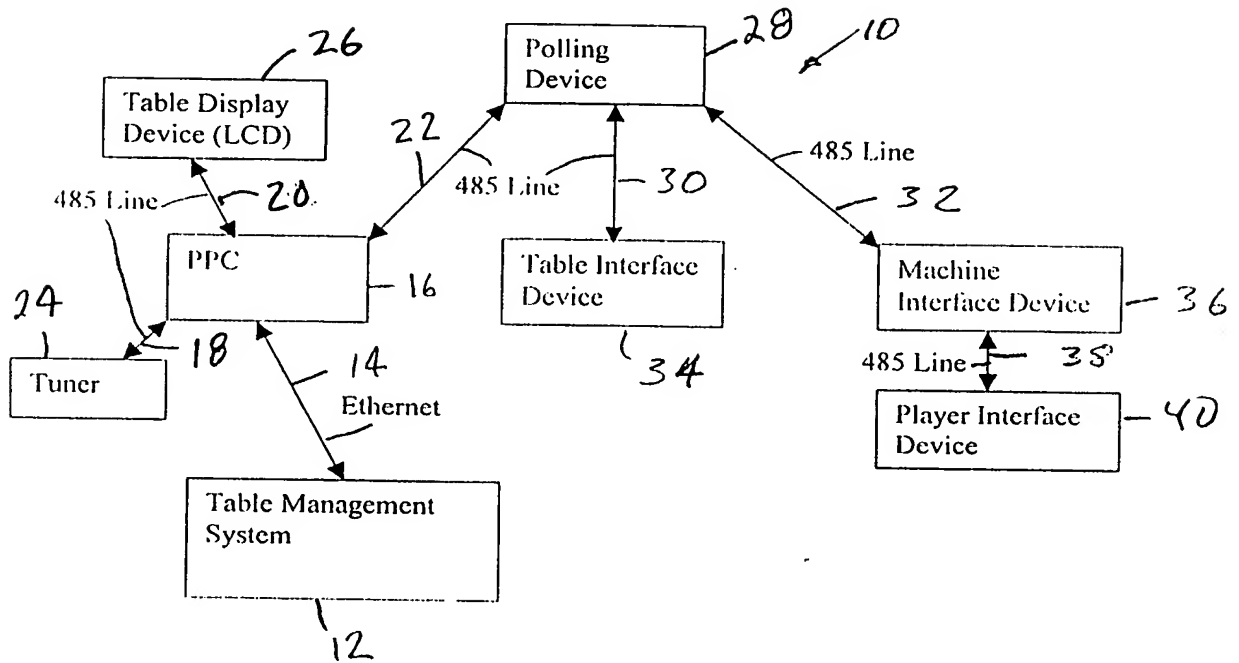 26
28
10
Polling
Device
Table Display
Device (LCD)
22
485 Line
485 Line
20
485 Line
30
32
PPC
16
Table Interface
Device
Machine
Interface Device
36
24
18
34
14
485 Line
38
Tuner
Ethernet
Player Interface
Device
40
Table Management
System
12